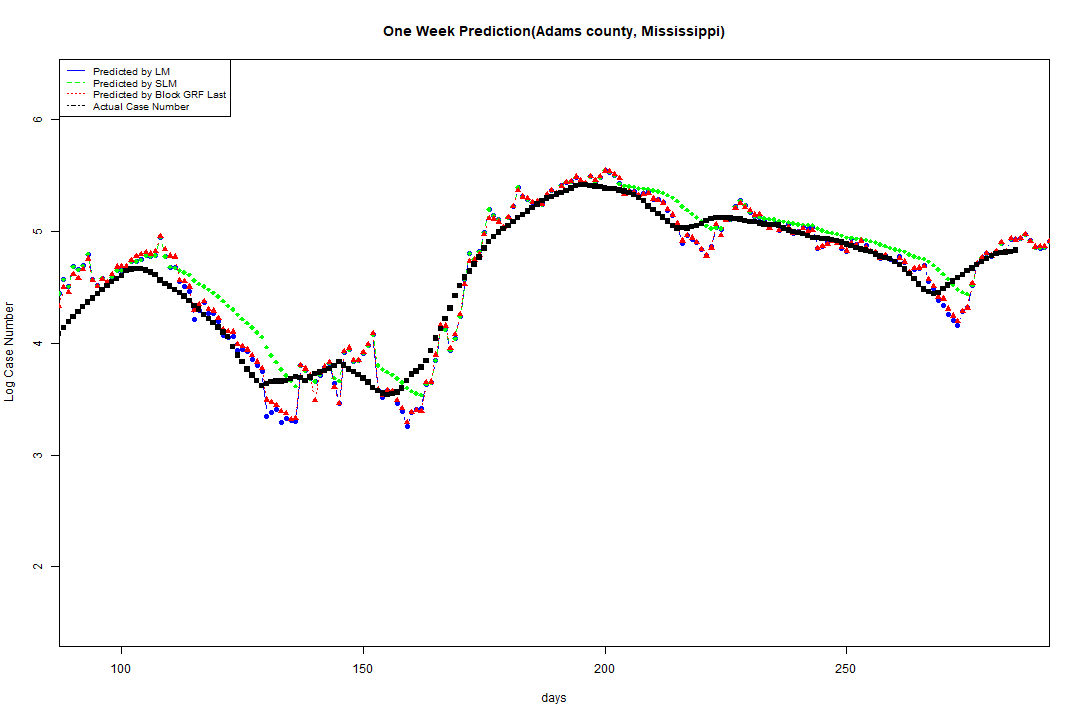 One Week Prediction(Adams county, Mississippi)
Predicted by LM
Predicted by SLM
Predicted by Block GRF Last
Actual Case Number
6
5
4
3
2
Log Case Number
100 150 200 250
days